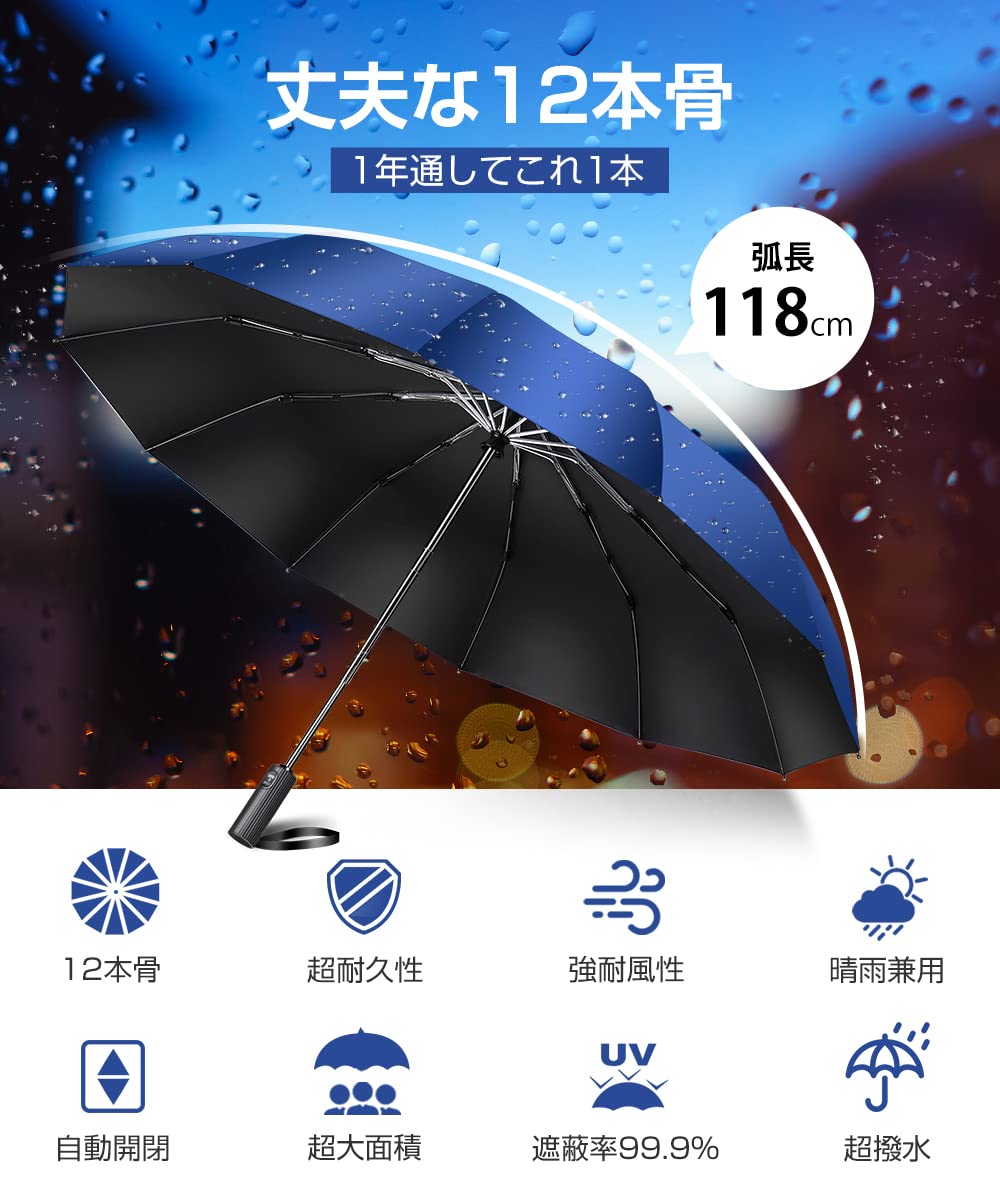 丈夫な12本骨
1年通してこれ1本
弧長
118cm
12本骨
超耐久性
強耐風性
晴雨兼用
UV
自動開閉
超大面積
遮蔽率99.9%
超撥水